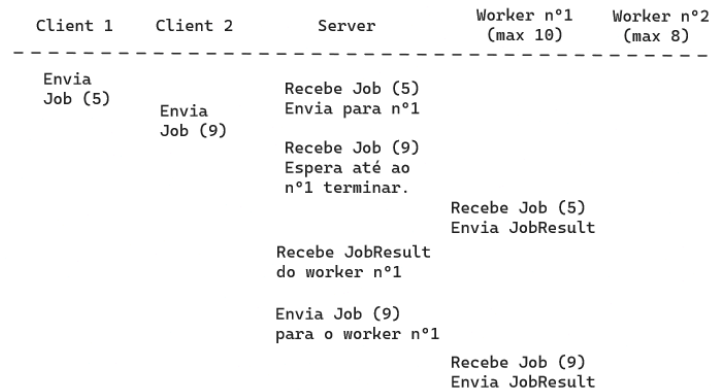 Client 1 Client 2 Server Worker nº1 Worker nº2
(max 10) (max 8)
Envia
Job (5)
Envia
Job (9)
Recebe Job (5)
Envia para nº1
Recebe Job (9)
Espera até ao
nº1 terminar.
Recebe Job (5)
Envia JobResult
Recebe JobResult
do worker nº1
Envia Job (9)
para o worker nº1
Recebe Job (9)
Envia JobResult